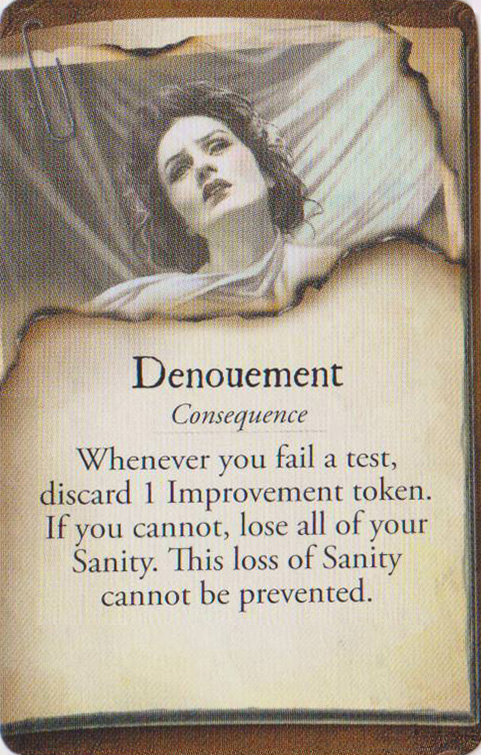 Denouement
Consequence
Whenever you fail a test,
discard 1 Improvement token.
If you cannot, lose all of your
Sanity. This loss of Sanity
cannot be prevented.